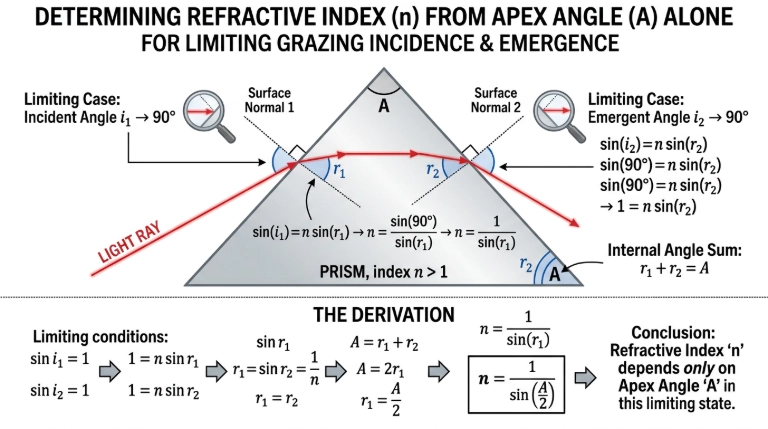 DETERMINING REFRACTIVE INDEX (n) FROM APEX ANGLE (A) ALONE
FOR LIMITING GRAZING INCIDENCE & EMERGENCE
Limiting Case:
Incident Angle i₁ → 90°
Surface
Normal 1
A
Surface
Normal 2
Limiting Case:
Emergent Angle i₂ → 90°
sin(i₂)=n sin(r₂)
sin(90°)=n sin(r₂)
sin(90°)=n sin(r₂)
→ 1 = n sin(r₂)
r₁
r₂
LIGHT RAY
sin(i₁)=n sin(r₁) → n = sin(90°)/sin(r₁) → n = 1/sin(r₁)
PRISM, index n > 1
r₂
A
Internal Angle Sum:
r₁ + r₂ = A
THE DERIVATION
Limiting conditions:
sin i₁ = 1
sin i₂ = 1
1 = n sin r₁
1 = n sin r₂
sin r₁
r₁ = sin r₂ = 1/n
r₁ = r₂
A = r₁ + r₂
A = 2r₁
r₁ = A/2
n = 1/sin(r₁)
n = 1/sin(A/2)
Conclusion:
Refractive Index ‘n’
depends only on
Apex Angle ‘A’ in
this limiting state.